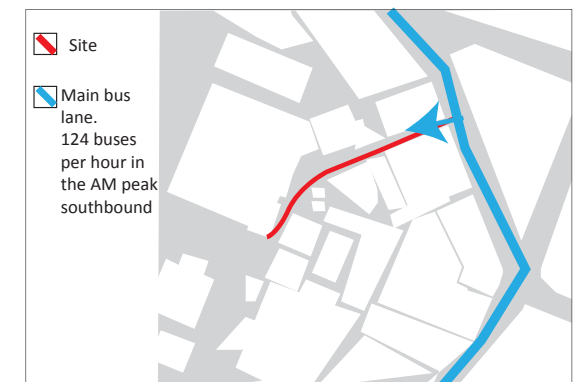 Site
Main bus
lane.
124 buses
per hour in
the AM peak
southbound